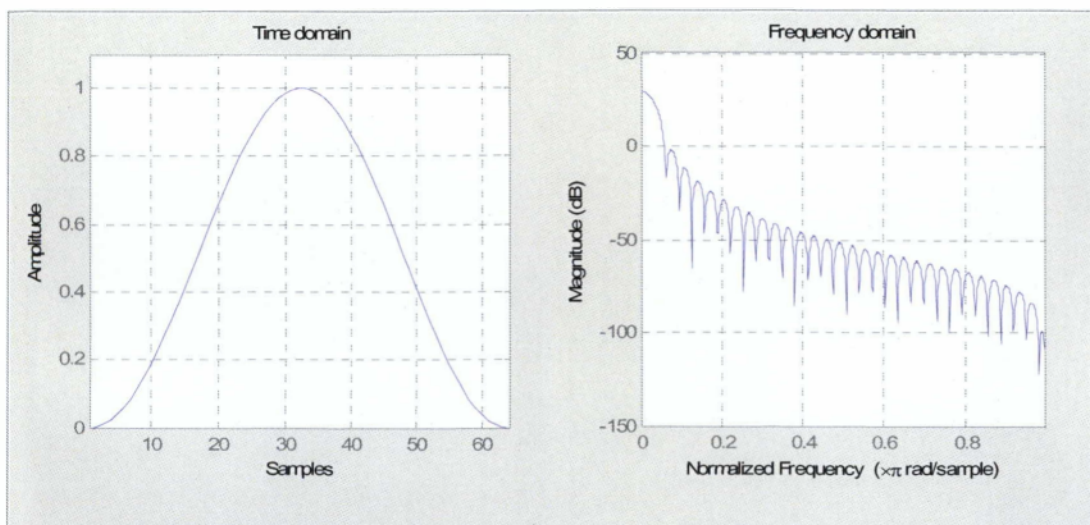 Time domain
1
0.8
0.6
0.4
0.2
0
10 20 30 40 50 60
Amplitude
Samples
Frequency domain
50
0
-50
-100
-150
0 0.2 0.4 0.6 0.8
Magnitude (dB)
Normalized Frequency (×π rad/sample)